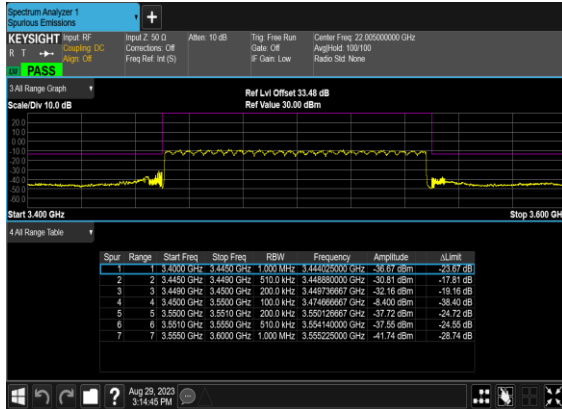 Spectrum Analyzer 1
Spurious Emissions
KEYSIGHT Input: RF Input Z: 50 Ω Atten: 10 dB Trig: Free Run Center Freq: 22.005000000 GHz
R T Coupling: DC Corrections: Off Gate: Off Avg|Hold: 100/100
Align: Off Freq Ref: Int (S) IF Gain: Low Radio Std: None
PASS
3 All Range Graph
Ref Lvl Offset 33.48 dB
Scale/Div 10.0 dB Ref Value 30.00 dBm
20.0
10.0
0.00
-10.0
-20.0
-30.0
-40.0
-50.0
-60.0
Start 3.400 GHz Stop 3.600 GH
4 All Range Table
Spur Range Start Freq Stop Freq RBW Frequency Amplitude ΔLimit
1 1 3.4000 GHz 3.4450 GHz 1.000 MHz 3.444025000 GHz -36.67 dBm -23.67 dB
2 2 3.4450 GHz 3.4490 GHz 510.0 kHz 3.448880000 GHz -30.81 dBm -17.81 dB
3 3 3.4490 GHz 3.4500 GHz 200.0 kHz 3.449736667 GHz -32.16 dBm -19.16 dB
4 4 3.4500 GHz 3.5500 GHz 100.0 kHz 3.474666667 GHz -8.400 dBm -38.40 dB
5 5 3.5500 GHz 3.5510 GHz 200.0 kHz 3.550126667 GHz -37.72 dBm -24.72 dB
6 6 3.5510 GHz 3.5550 GHz 510.0 kHz 3.554140000 GHz -37.55 dBm -24.55 dB
7 7 3.5550 GHz 3.6000 GHz 1.000 MHz 3.555225000 GHz -41.74 dBm -28.74 dB
Aug 29, 2023
3:14:45 PM